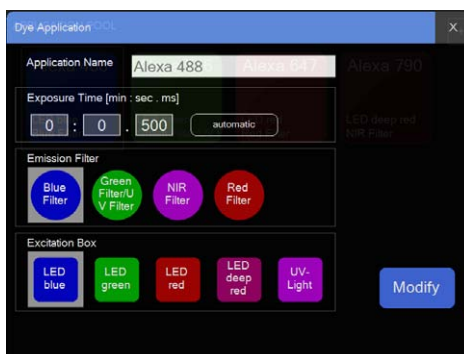 Dye Application
POOL
X
Application Name
Alexa 488
Alexa 647
Alexa 790
Exposure Time [min : sec . ms]
0 : 0 . 500
automatic
LED deep red
NIR Filter
Emission Filter
Blue
Filter
Green
Filter/U
V Filter
NIR
Filter
Red
Filter
Excitation Box
LED
blue
LED
green
LED
red
LED
deep
red
UV-
Light
Modify